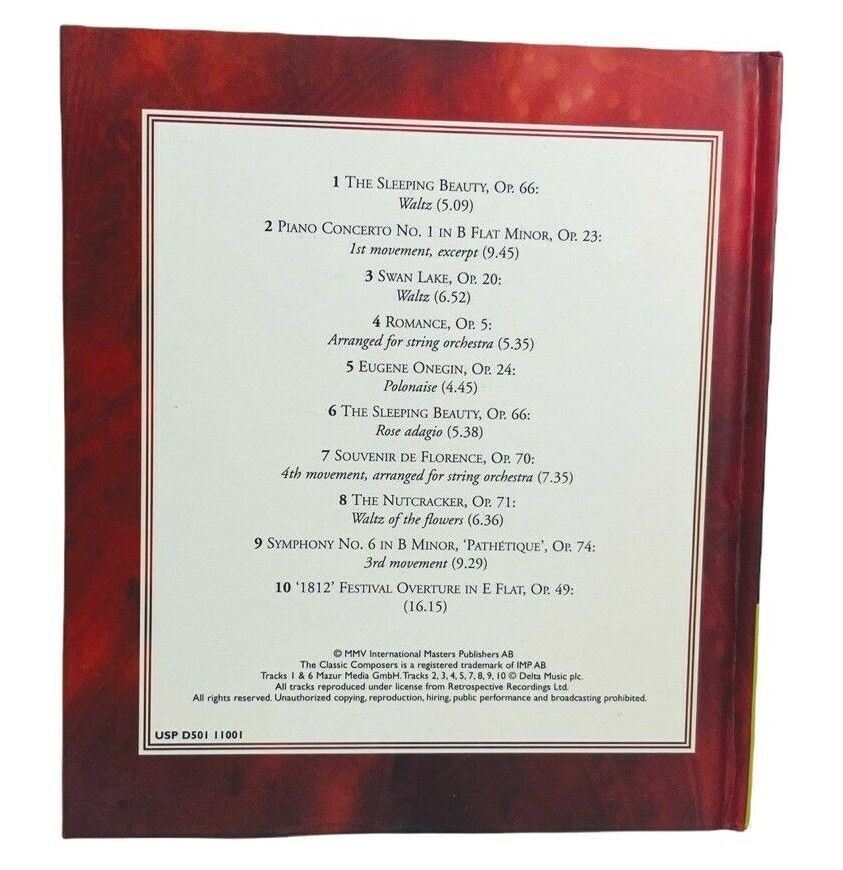 1 THE SLEEPING BEAUTY, OP. 66:
Waltz (5.09)
2 PIANO CONCERTO NO. 1 IN B FLAT MINOR, OP. 23:
1st movement, excerpt (9.45)
3 SWAN LAKE, OP. 20:
Waltz (6.52)
4 ROMANCE, OP. 5:
Arranged for string orchestra (5.35)
5 EUGENE ONEGIN, OP. 24:
Polonaise (4.45)
6 THE SLEEPING BEAUTY, OP. 66:
Rose adagio (5.38)
7 SOUVENIR DE FLORENCE, OP. 70:
4th movement, arranged for string orchestra (7.35)
8 THE NUTCRACKER, OP. 71:
Waltz of the flowers (6.36)
9 SYMPHONY NO. 6 IN B MINOR, ‘PATHÉTIQUE’, OP. 74:
3rd movement (9.29)
10 ‘1812’ FESTIVAL OVERTURE IN E FLAT, OP. 49:
(16.15)
© MMV International Masters Publishers AB
The Classic Composers is a registered trademark of IMP AB
Tracks 1 & 6 Mazur Media GmbH. Tracks 2, 3, 4, 5, 7, 8, 9, 10 © Delta Music plc.
All tracks reproduced under license from Retrospective Recordings Ltd.
All rights reserved. Unauthorized copying, reproduction, hiring, public performance and broadcasting prohibited.
USP D501 11001